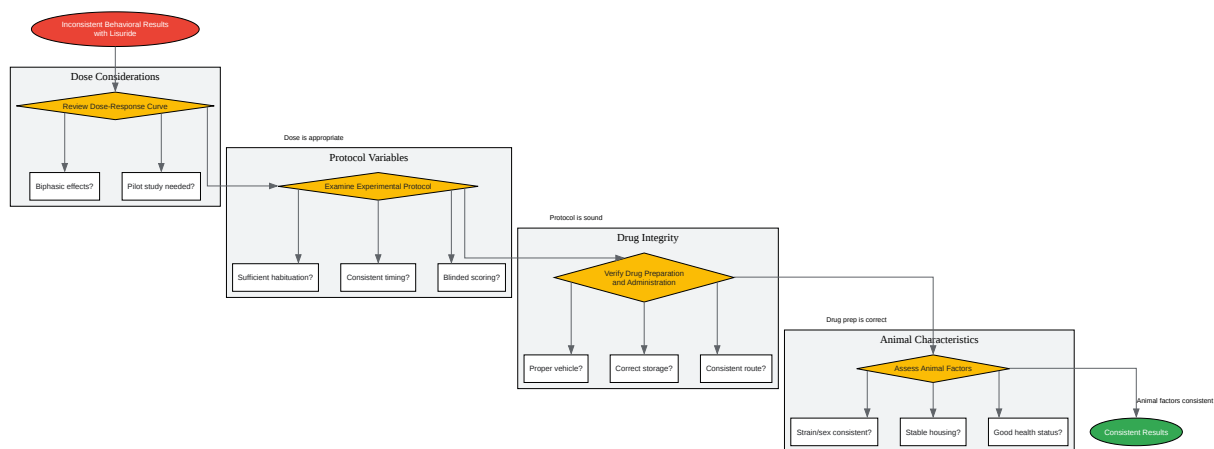 Inconsistent Behavioral Results
with Lisuride
Dose Considerations
Review Dose-Response Curve
Biphasic effects?
Pilot study needed?
Dose is appropriate
Protocol Variables
Examine Experimental Protocol
Sufficient habituation?
Consistent timing?
Blinded scoring?
Protocol is sound
Drug Integrity
Verify Drug Preparation
and Administration
Proper vehicle?
Correct storage?
Consistent route?
Drug prep is correct
Animal Characteristics
Assess Animal Factors
Strain/sex consistent?
Stable housing?
Good health status?
Animal factors consistent
Consistent Results